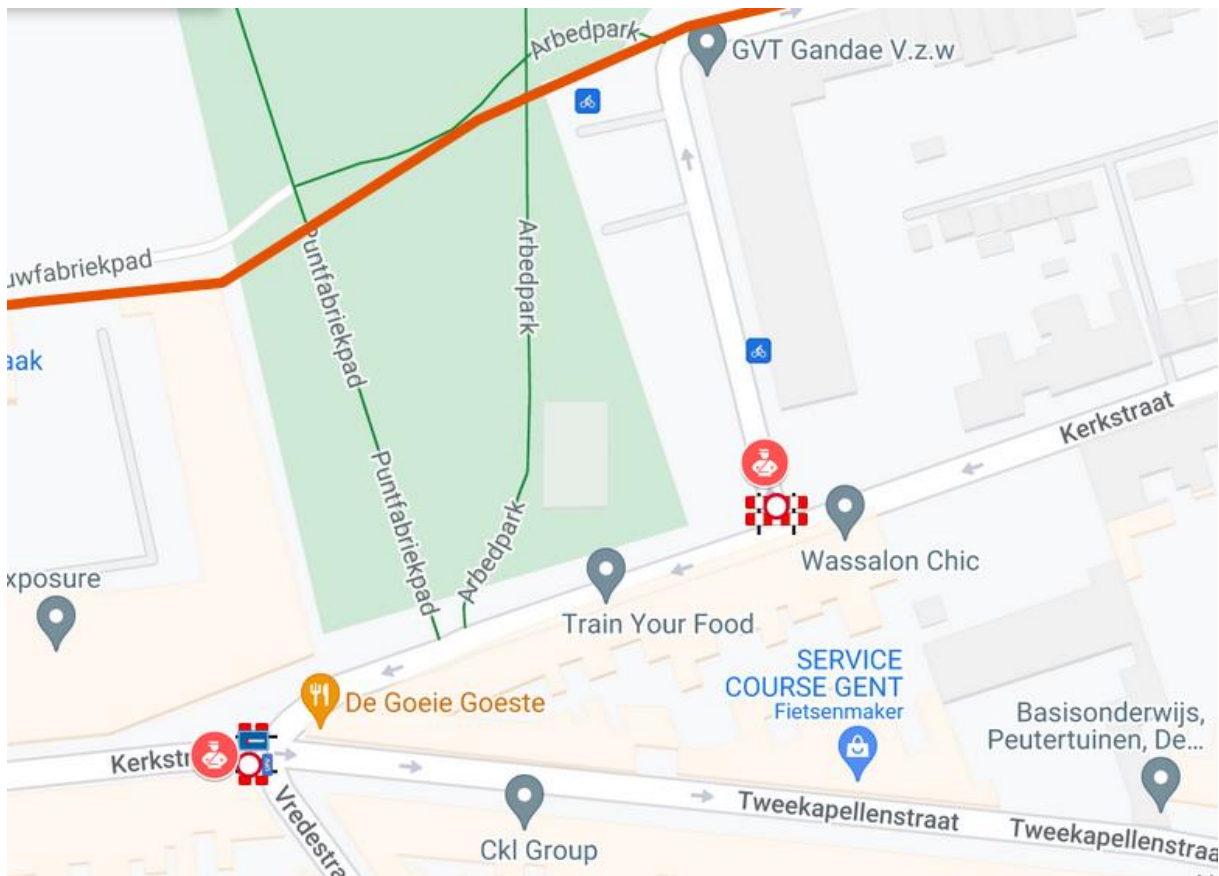 Arbedpark
GVT Gandae V.z.w
uwfabriekpad
Puntfabriekpad
Arbedpark
aak
Kerkstraat
Puntfabriekpad
Arbedpark
Wassalon Chic
xposure
Train Your Food
SERVICE
COURSE GENT
Fietsenmaker
De Goeie Goeste
Basisonderwijs,
Peutertuinen, De...
Kerkstr
Vredestra
Tweekapellenstraat
Tweekapellenstraa
Ckl Group